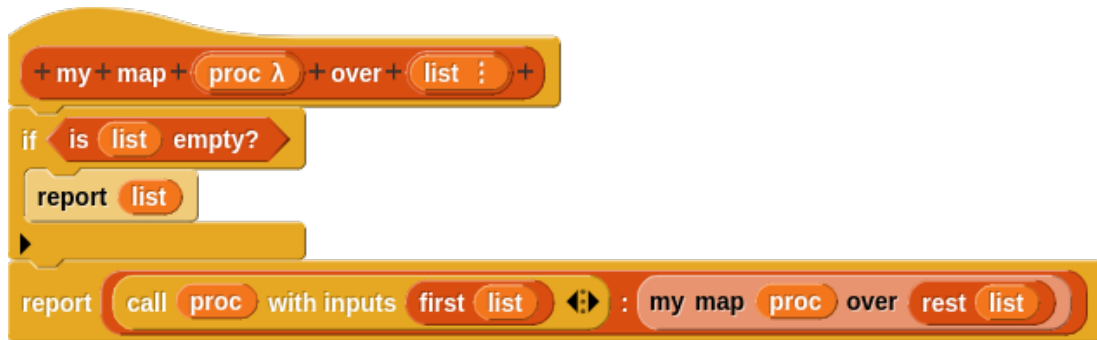 + my + map + proc λ + over + list ⋮ +
if is list empty?
report list
report call proc with inputs first list : my map proc over rest list